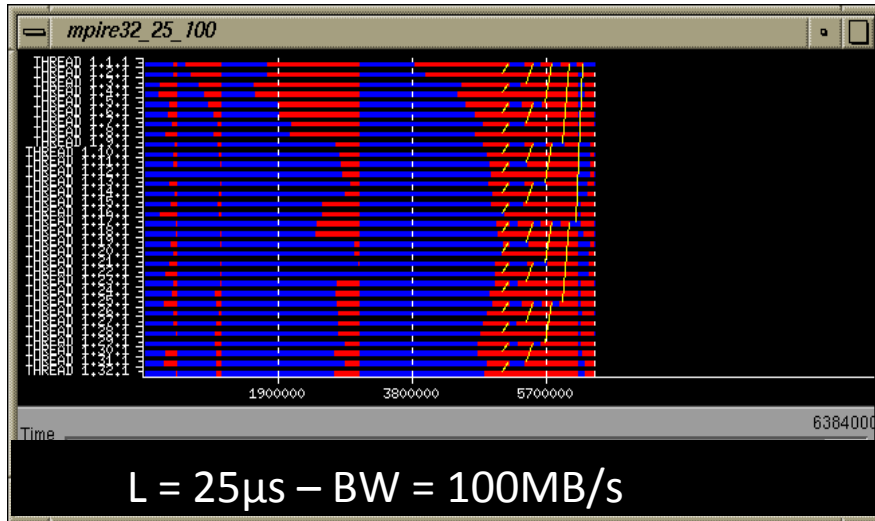 mpire32_25_100
THREAD 1.1.1
THREAD 1.2.1
THREAD 1.3.1
THREAD 1.4.1
THREAD 1.5.1
THREAD 1.6.1
THREAD 1.7.1
THREAD 1.8.1
THREAD 1.9.1
THREAD 1.10.1
THREAD 1.11.1
THREAD 1.12.1
THREAD 1.13.1
THREAD 1.14.1
THREAD 1.15.1
THREAD 1.16.1
THREAD 1.17.1
THREAD 1.18.1
THREAD 1.19.1
THREAD 1.20.1
THREAD 1.21.1
THREAD 1.22.1
THREAD 1.23.1
THREAD 1.24.1
THREAD 1.25.1
THREAD 1.26.1
THREAD 1.27.1
THREAD 1.28.1
THREAD 1.29.1
THREAD 1.30.1
THREAD 1.31.1
THREAD 1.32.1
1900000 3800000 5700000
6384000
Time
L = 25µs – BW = 100MB/s